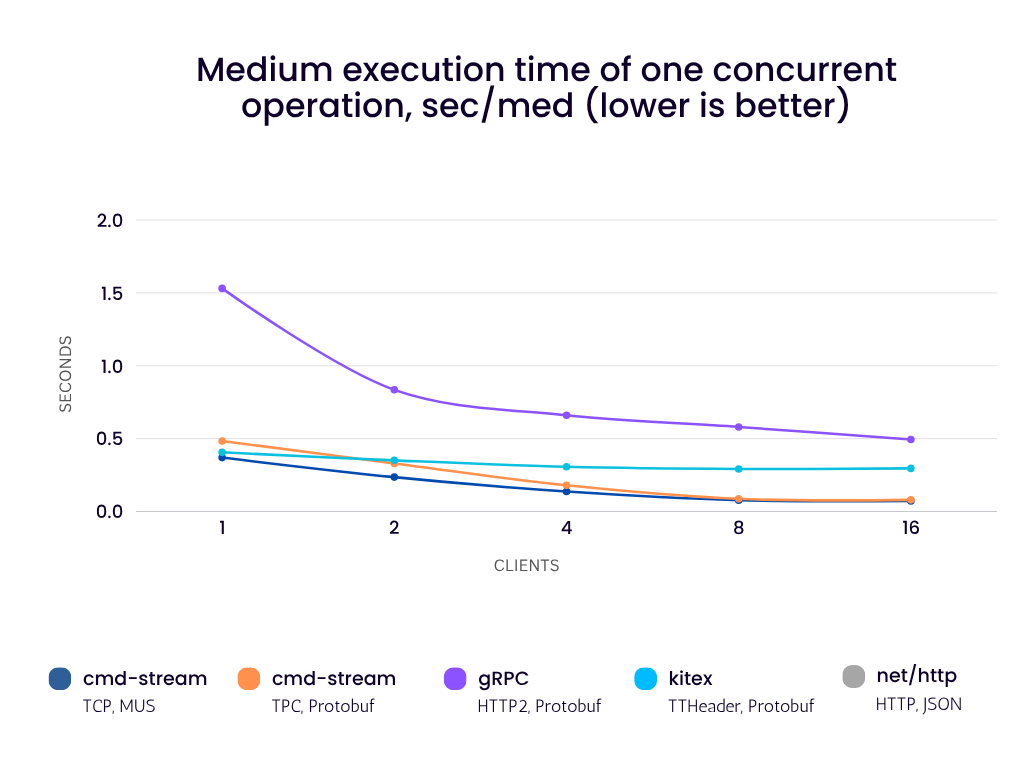 Medium execution time of one concurrent
operation, sec/med (lower is better)
2.0
1.5
1.0
0.5
0.0
SECONDS
1 2 4 8 16
CLIENTS
cmd-stream cmd-stream gRPC kitex net/http
TCP, MUS TPC, Protobuf HTTP2, Protobuf TTHeader, Protobuf HTTP, JSON